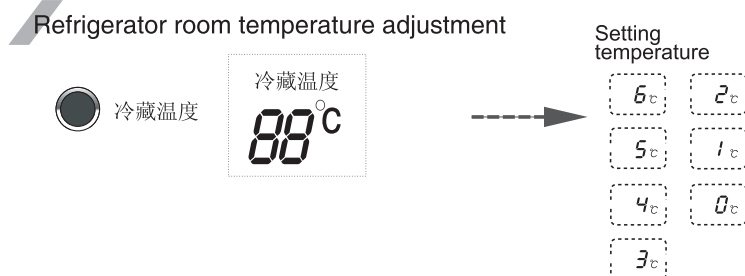 Refrigerator room temperature adjustment
冷藏温度
冷藏温度
88°C
Setting
temperature
6℃
5℃
4℃
3℃
2℃
1℃
0℃